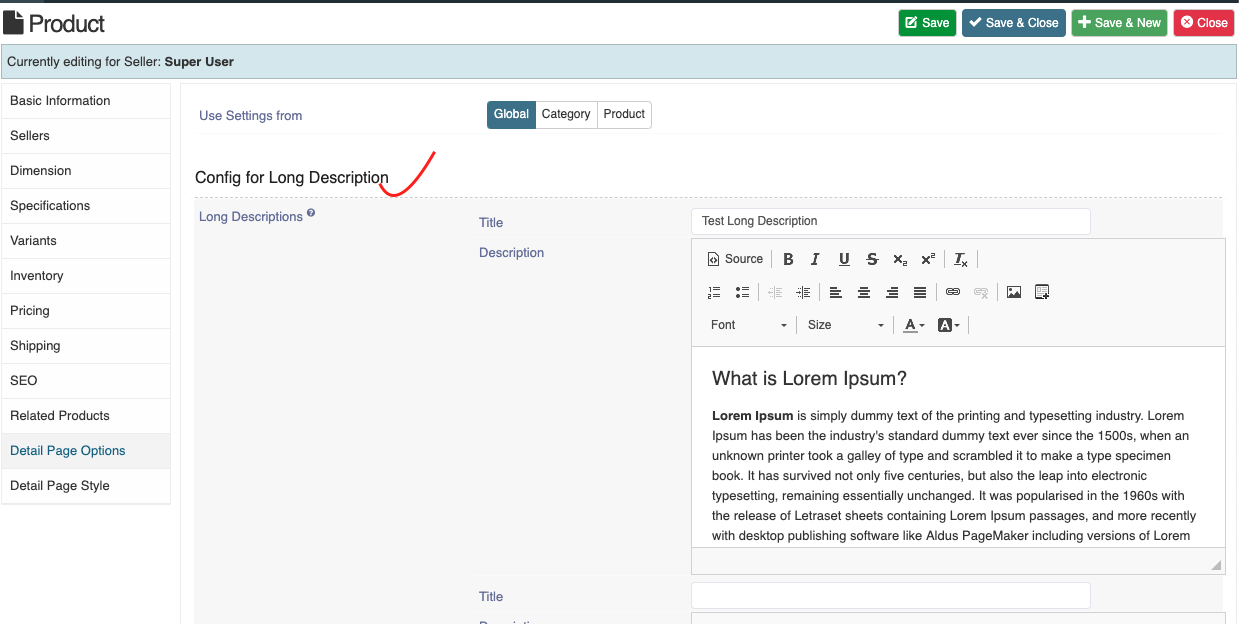 Product
Save
Save & Close
Save & New
Close
Currently editing for Seller: Super User
Basic Information
Sellers
Dimension
Specifications
Variants
Inventory
Pricing
Shipping
SEO
Related Products
Detail Page Options
Detail Page Style
Use Settings from
Global Category Product
Config for Long Description
Long Descriptions ?
Title
Test Long Description
Description
Source B I U S x2 x2 Tx
Font Size A A
What is Lorem Ipsum?
Lorem Ipsum is simply dummy text of the printing and typesetting industry. Lorem
Ipsum has been the industry's standard dummy text ever since the 1500s, when an
unknown printer took a galley of type and scrambled it to make a type specimen
book. It has survived not only five centuries, but also the leap into electronic
typesetting, remaining essentially unchanged. It was popularised in the 1960s with
the release of Letraset sheets containing Lorem Ipsum passages, and more recently
with desktop publishing software like Aldus PageMaker including versions of Lorem
Title